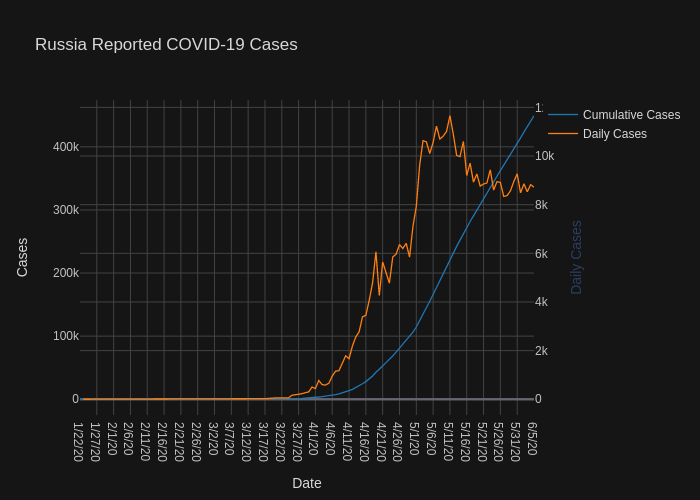 Russia Reported COVID-19 Cases
Cumulative Cases
Daily Cases
400k
300k
200k
100k
0
Cases
10k
8k
6k
4k
2k
0
Daily Cases
1/22/20
1/27/20
2/1/20
2/6/20
2/11/20
2/16/20
2/21/20
2/26/20
3/2/20
3/7/20
3/12/20
3/17/20
3/22/20
3/27/20
4/1/20
4/6/20
4/11/20
4/16/20
4/21/20
4/26/20
5/1/20
5/6/20
5/11/20
5/16/20
5/21/20
5/26/20
5/31/20
6/5/20
Date